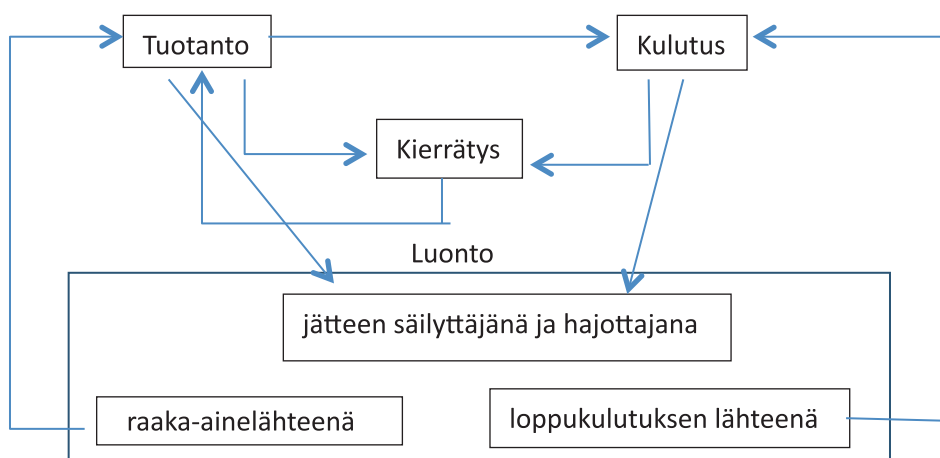 Tuotanto
Kulutus
Kierrätys
Luonto
jätteen säilyttäjänä ja hajottajana
raaka-ainelähteenä
loppukulutuksen lähteenä